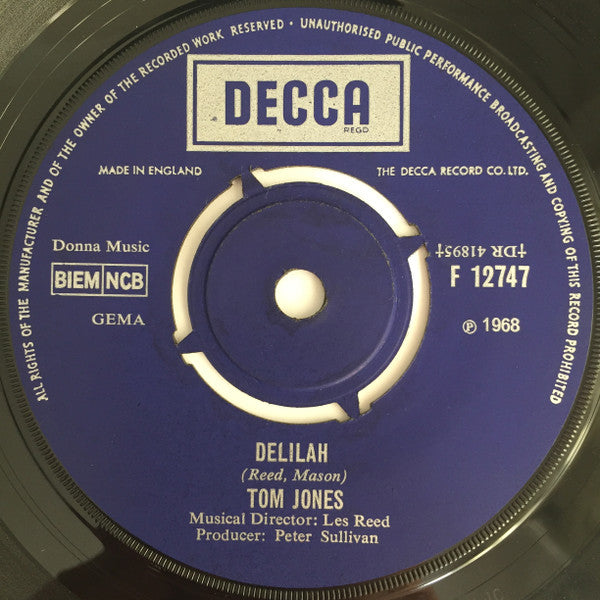 ALL RIGHTS OF THE MANUFACTURER AND OF THE OWNER OF THE RECORDED WORK RESERVED · UNAUTHORISED PUBLIC PERFORMANCE BROADCASTING AND COPYING OF THIS RECORD PROHIBITED
DECCA
REGD
MADE IN ENGLAND
THE DECCA RECORD CO. LTD.
Donna Music
BIEM NCB
GEMA
‡DR 41895‡
F 12747
℗ 1968
DELILAH
(Reed, Mason)
TOM JONES
Musical Director: Les Reed
Producer: Peter Sullivan